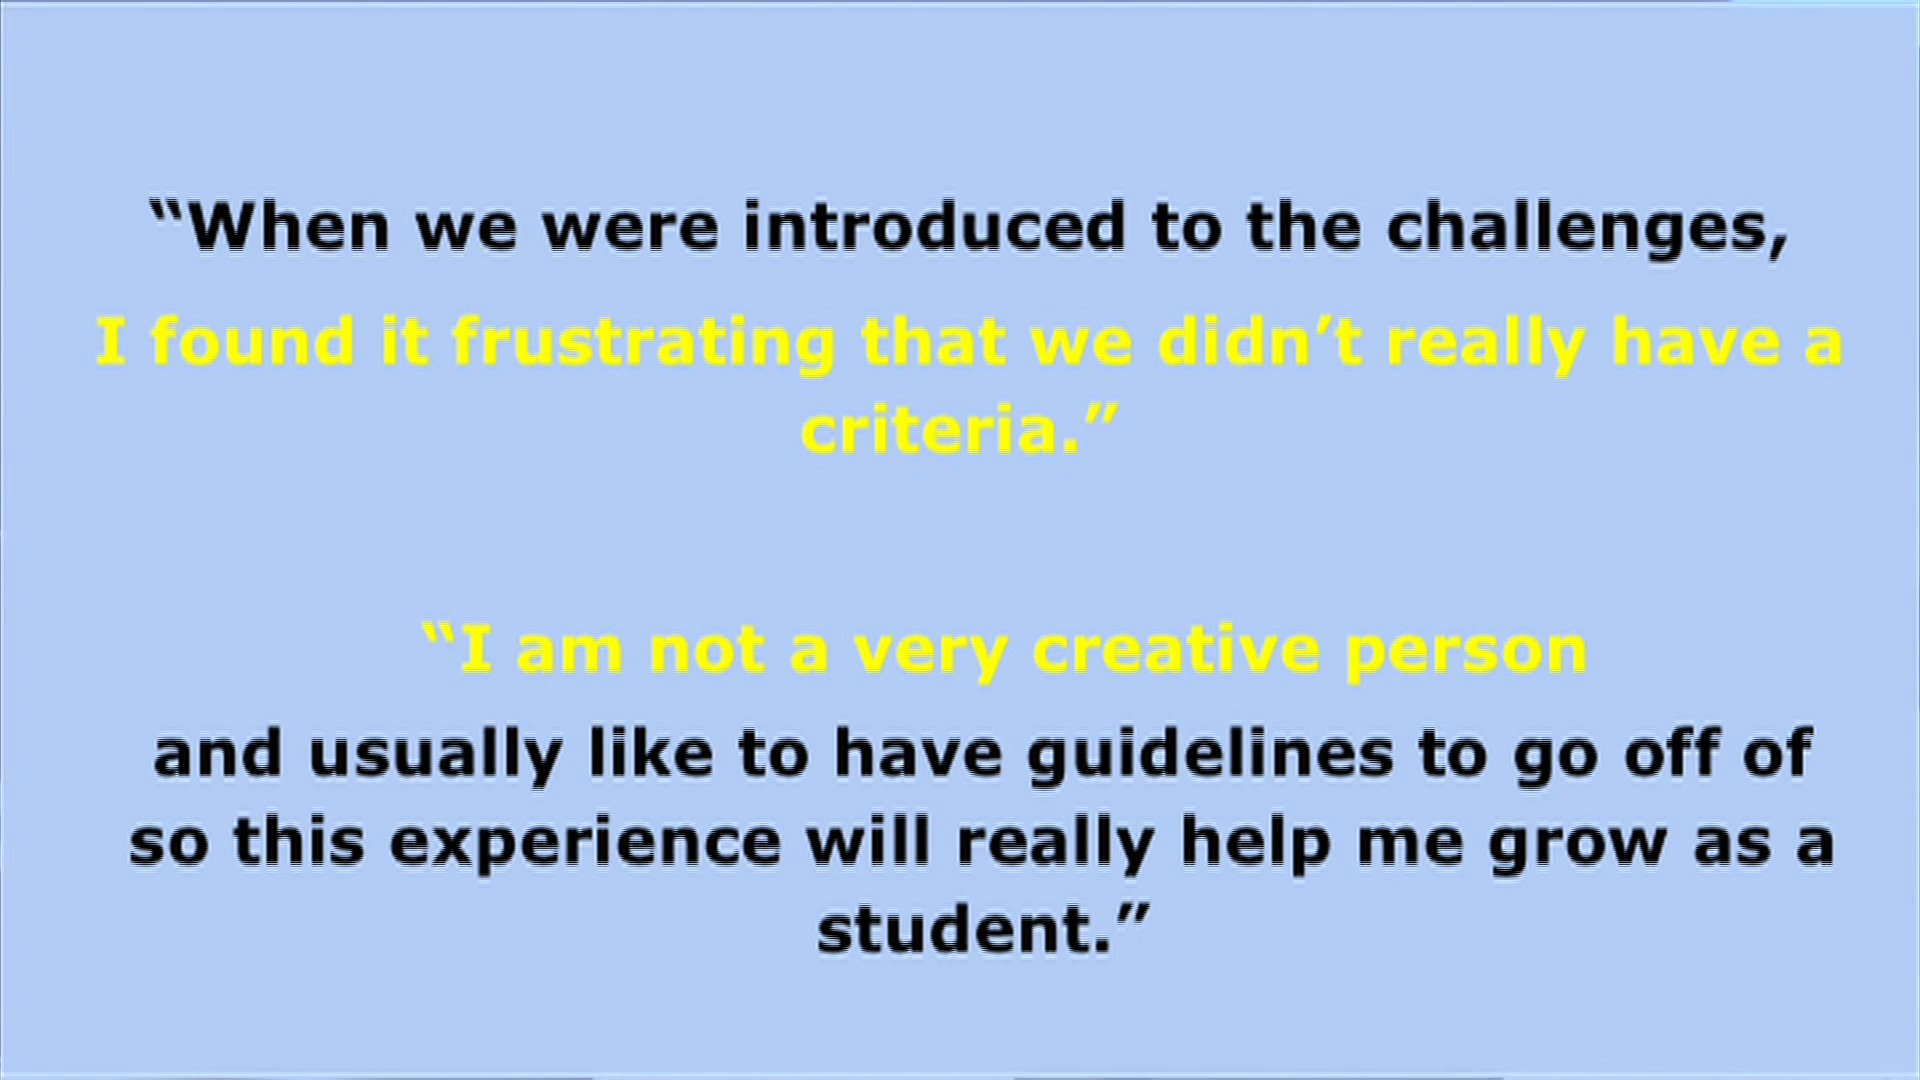 “When we were introduced to the challenges,
I found it frustrating that we didn’t really have a
criteria.”
“I am not a very creative person
and usually like to have guidelines to go off of
so this experience will really help me grow as a
student.”